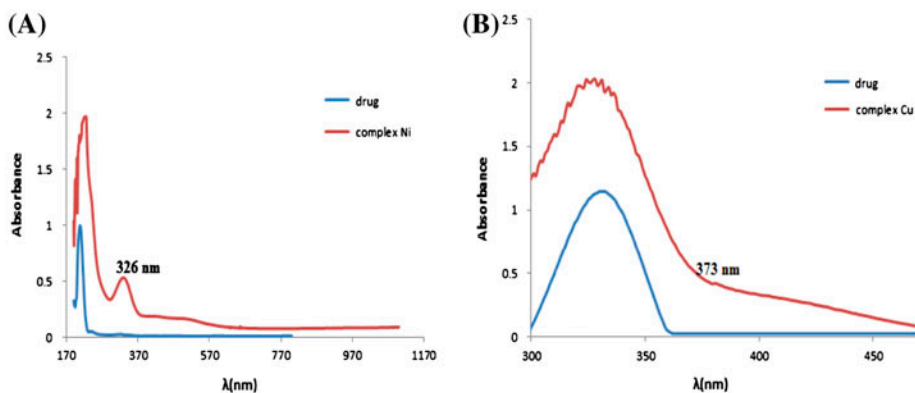 (A)
2.5
2
1.5
1
0.5
0
Absorbance
drug
complex Ni
326 nm
170 370 570 770 970 1170
λ(nm)
(B)
2.5
2
1.5
1
0.5
0
Absorbance
drug
complex Cu
373 nm
300 350 400 450
λ(nm)